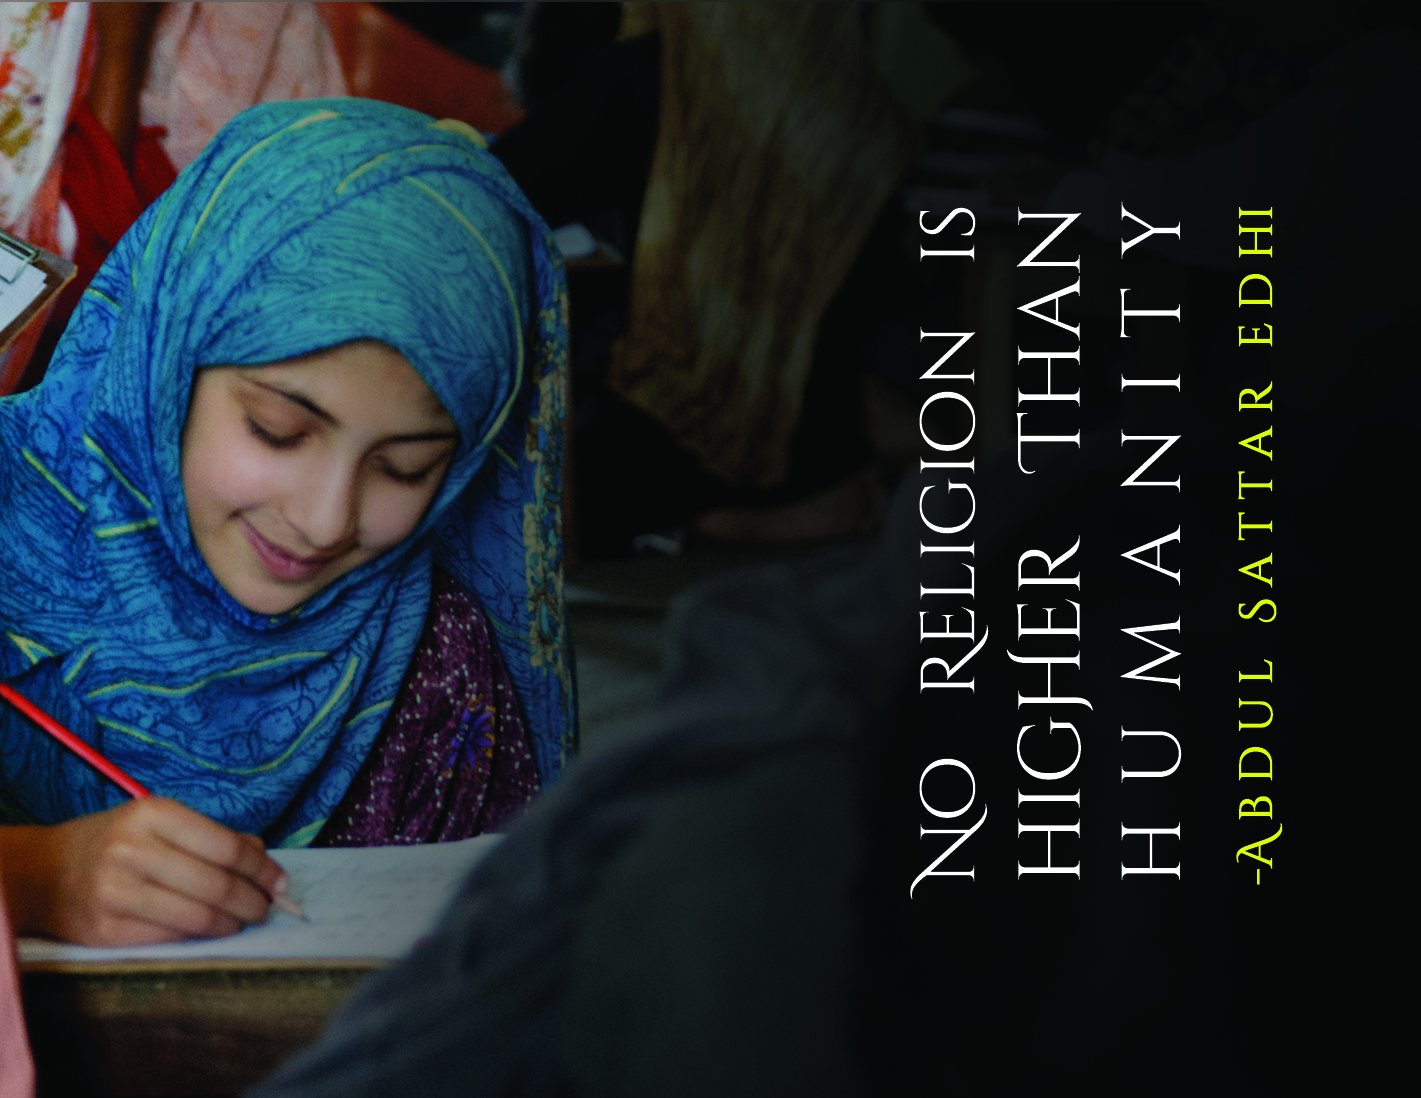 NO RELIGION IS
HIGHER THAN
HUMANITY
-ABDUL SATTAR EDHI